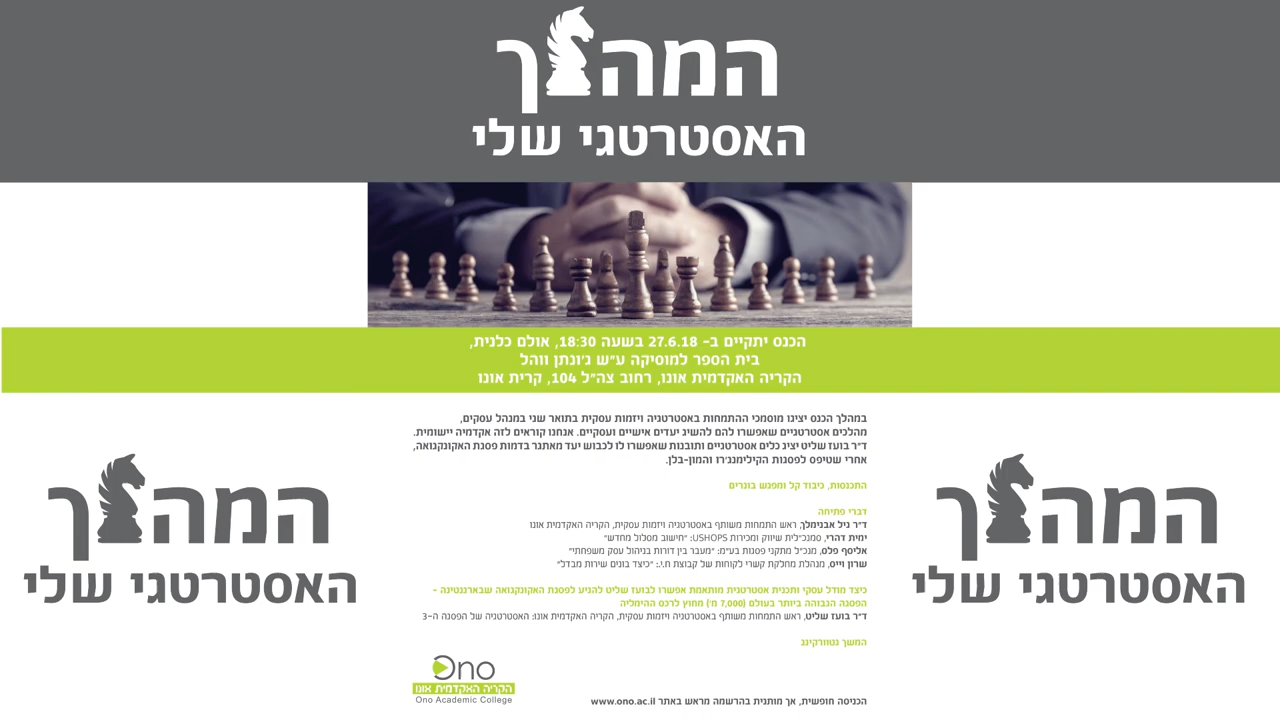 המהלך
האסטרטגי שלי
הכנס יתקיים ב- 27.6.18 בשעה 18:30, אולם כלנית,
בית הספר למוסיקה ע"ש ג'ונתן ווהל
הקריה האקדמית אונו, רחוב צה"ל 104, קרית אונו
במהלך הכנס יציגו מוסמכי ההתמחות באסטרטגיה ויזמות עסקית בתואר שני במנהל עסקים,
מהלכים אסטרטגיים שאפשרו להם להשיג יעדים אישיים ועסקיים. אנחנו קוראים לזה אקדמיה יישומית.
ד"ר בועז שליט יציג כלים אסטרטגיים ותובנות שאפשרו לו לכבוש יעד מאתגר בדמות פסגת האקונקגואה,
אחרי שטיפס לפסגות הקילימנג'רו והמון-בלן.
התכנסות, כיבוד קל ומפגש בוגרים
דברי פתיחה
ד"ר גיל אבנימלך, ראש התמחות משותף באסטרטגיה ויזמות עסקית, הקריה האקדמית אונו
ימית דהרי, סמנכ"לית שיווק ומכירות USHOPS: "חישוב מסלול מחדש"
אליסף פלס, מנכ"ל מתקני פסגות בע"מ: "מעבר בין דורות בניהול עסק משפחתי"
שרון וייס, מנהלת מחלקת קשרי לקוחות של קבוצת ח.י.: "כיצד בונים שירות מבדל"
כיצד מודל עסקי ותכנית אסטרטגית מותאמת אפשרו לבועז שליט להגיע לפסגת האקונקגואה שבארגנטינה -
הפסגה הגבוהה ביותר בעולם (7,000 מ') מחוץ לרכס ההימליה
ד"ר בועז שליט, ראש התמחות משותף באסטרטגיה ויזמות עסקית, הקריה האקדמית אונו: האסטרטגיה של הפסגה ה-3
המשך נטוורקינג
הכניסה חופשית, אך מותנית בהרשמה מראש באתר www.ono.ac.il
Ono
הקריה האקדמית אונו
Ono Academic College
המהלך
האסטרטגי שלי
המהלך
האסטרטגי שלי